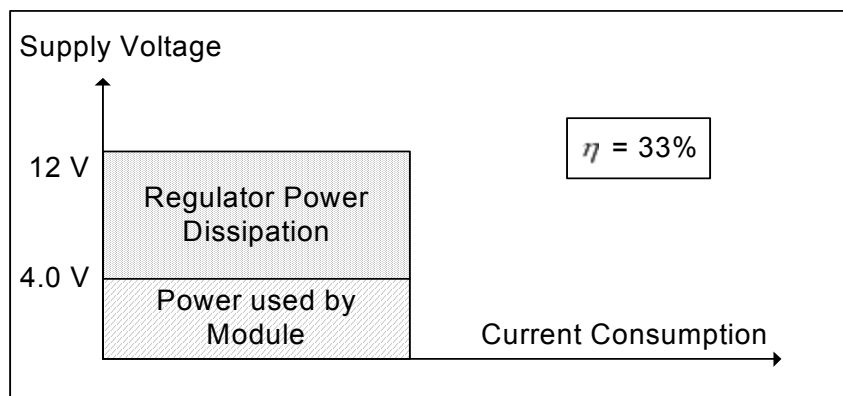 Supply Voltage
12 V
η = 33%
Regulator Power
Dissipation
4.0 V
Power used by
Module
Current Consumption